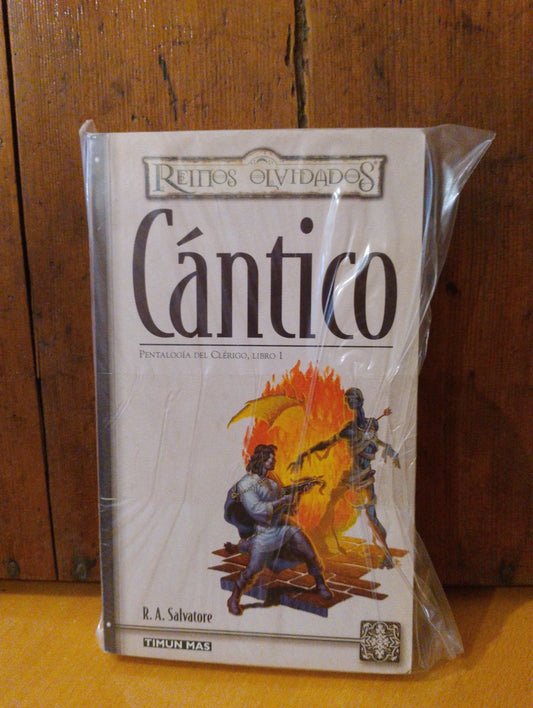 REINOS OLVIDADOS
Cántico
PENTALOGÍA DEL CLÉRIGO, LIBRO 1
R. A. Salvatore
TIMUN MAS